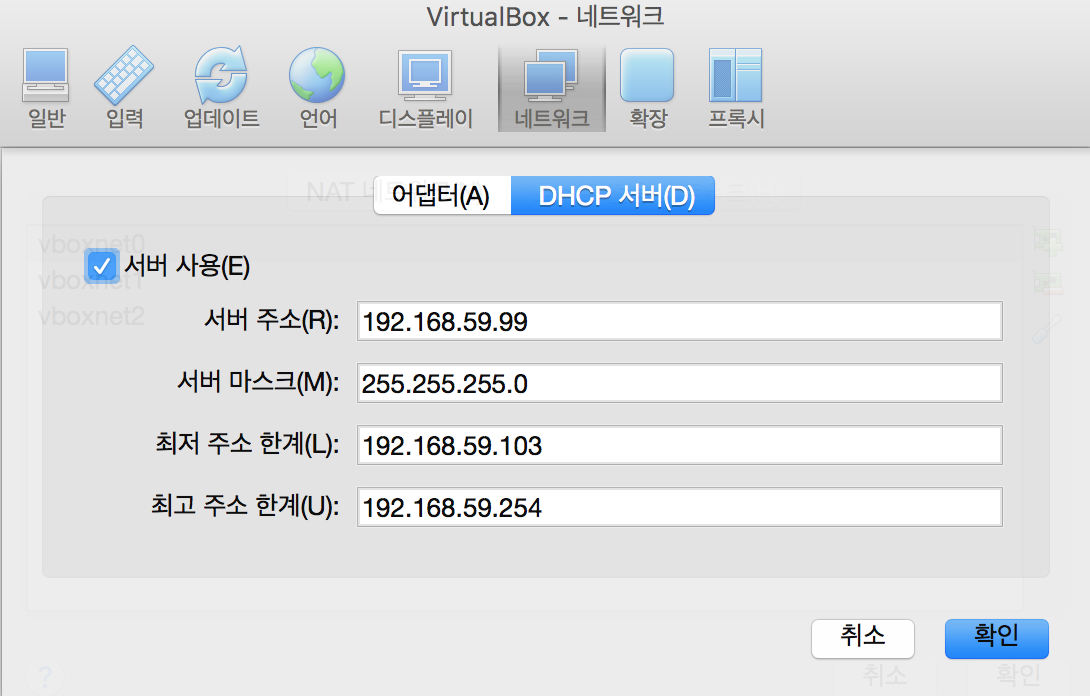 VirtualBox - 네트워크
일반 입력 업데이트 언어 디스플레이 네트워크 확장 프록시
NAT 네트
어댑터(A) DHCP 서버(D)
vboxnet0
서버 사용(E)
vboxnet1
서버 주소(R): 192.168.59.99
vboxnet2
서버 마스크(M): 255.255.255.0
최저 주소 한계(L): 192.168.59.103
최고 주소 한계(U): 192.168.59.254
취소 확인
? 취소 확인